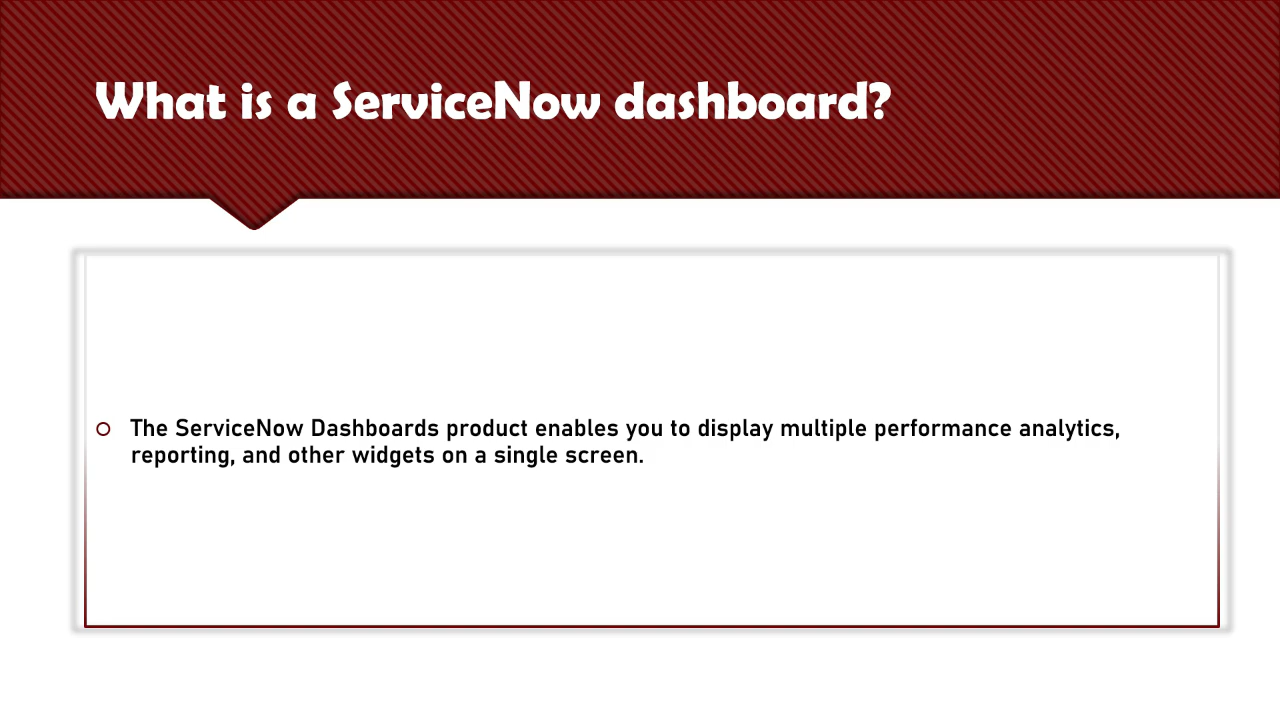 What is a ServiceNow dashboard?
The ServiceNow Dashboards product enables you to display multiple performance analytics,
reporting, and other widgets on a single screen.